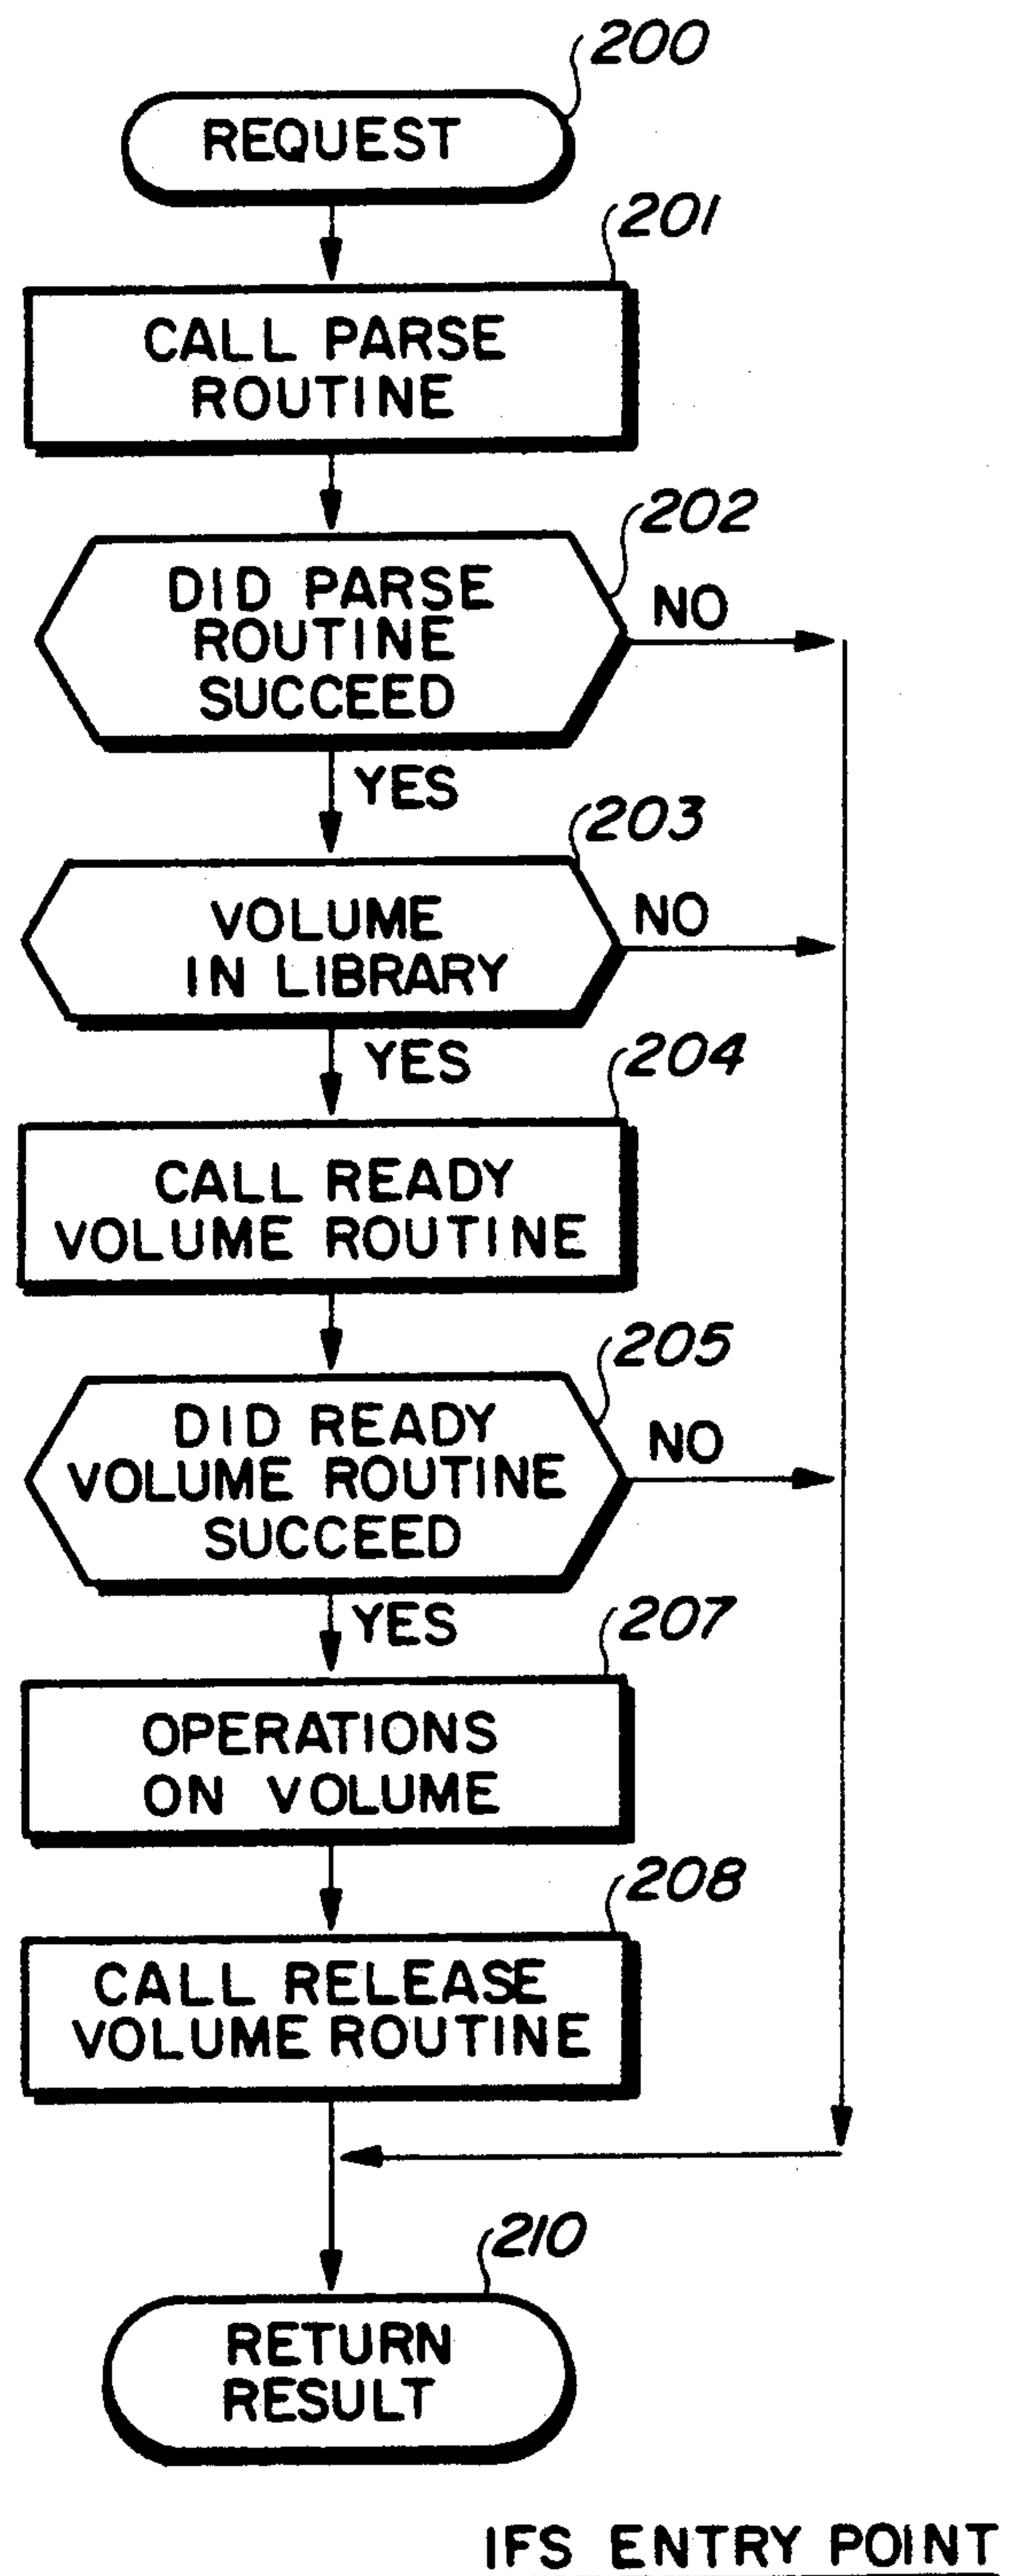 200
REQUEST
201
CALL PARSE
ROUTINE
202
DID PARSE
ROUTINE
SUCCEED
NO
YES
203
VOLUME
IN LIBRARY
NO
YES
204
CALL READY
VOLUME ROUTINE
205
DID READY
VOLUME ROUTINE
SUCCEED
NO
YES
207
OPERATIONS
ON VOLUME
208
CALL RELEASE
VOLUME ROUTINE
210
RETURN
RESULT
IFS ENTRY POINT